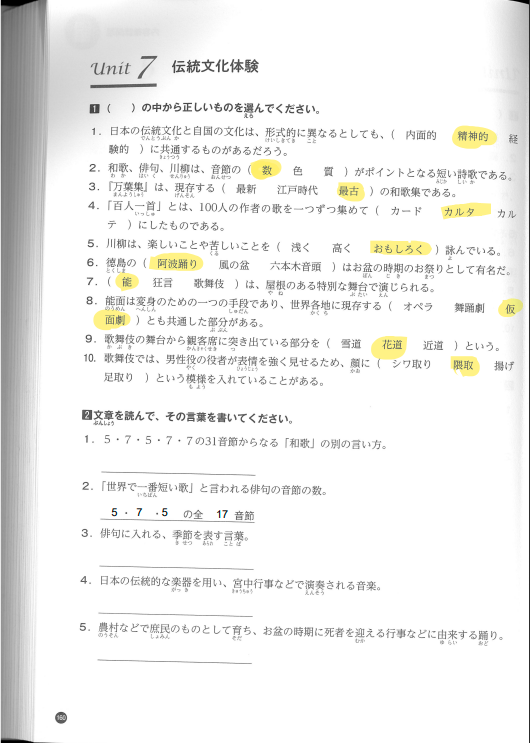 Unit 7 伝統文化体験
1 (　　)の中から正しいものを選んでください。
1. 日本の伝統文化と自国の文化は、形式的に異なるとしても、(　内面的　精神的　経
験的　)に共通するものがあるだろう。
2. 和歌、俳句、川柳は、音節の(　数　色　質　)がポイントとなる短い詩歌である。
3. 『万葉集』は、現存する(　最新　江戸時代　最古　)の和歌集である。
4. 「百人一首」とは、100人の作者の歌を一つずつ集めて(　カード　カルタ　カル
テ　)にしたものである。
5. 川柳は、楽しいことや苦しいことを(　浅く　高く　おもしろく　)詠んでいる。
6. 徳島の(　阿波踊り　風の盆　六本木音頭　)はお盆の時期のお祭りとして有名だ。
7. (　能　狂言　歌舞伎　)は、屋根のある特別な舞台で演じられる。
8. 能面は変身のための一つの手段であり、世界各地に現存する(　オペラ　舞踊劇　仮
面劇　)とも共通した部分がある。
9. 歌舞伎の舞台から観客席に突き出ている部分を(　雪道　花道　近道　)という。
10. 歌舞伎では、男性役の役者が表情を強く見せるため、顔に(　シワ取り　隈取　揚げ
足取り　)という模様を入れていることがある。
2 文章を読んで、その言葉を書いてください。
1. 5・7・5・7・7の31音節からなる「和歌」の別の言い方。
2. 「世界で一番短い歌」と言われる俳句の音節の数。
5・7・5 の全 17 音節
3. 俳句に入れる、季節を表す言葉。
4. 日本の伝統的な楽器を用い、宮中行事などで演奏される音楽。
5. 農村などで庶民のものとして育ち、お盆の時期に死者を迎える行事などに由来する踊り。
160